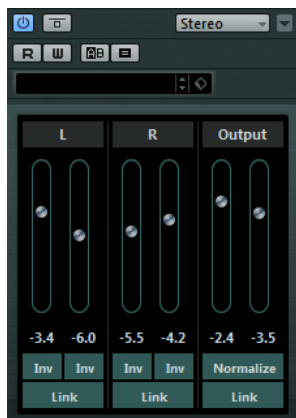 Stereo
R W AB =
L R Output
-3.4 -6.0 -5.5 -4.2 -2.4 -3.5
Inv Inv Inv Inv Normalize
Link Link Link